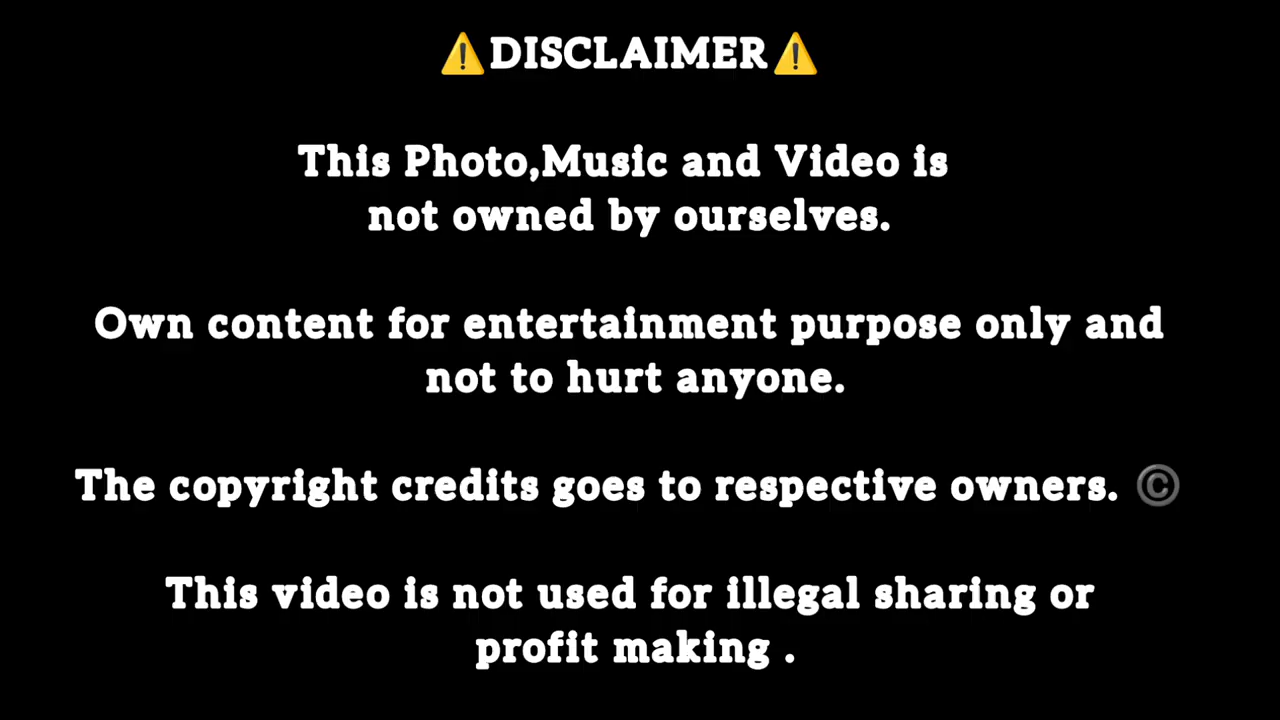 ⚠️DISCLAIMER⚠️
This Photo,Music and Video is
not owned by ourselves.
Own content for entertainment purpose only and
not to hurt anyone.
The copyright credits goes to respective owners. ©
This video is not used for illegal sharing or
profit making .